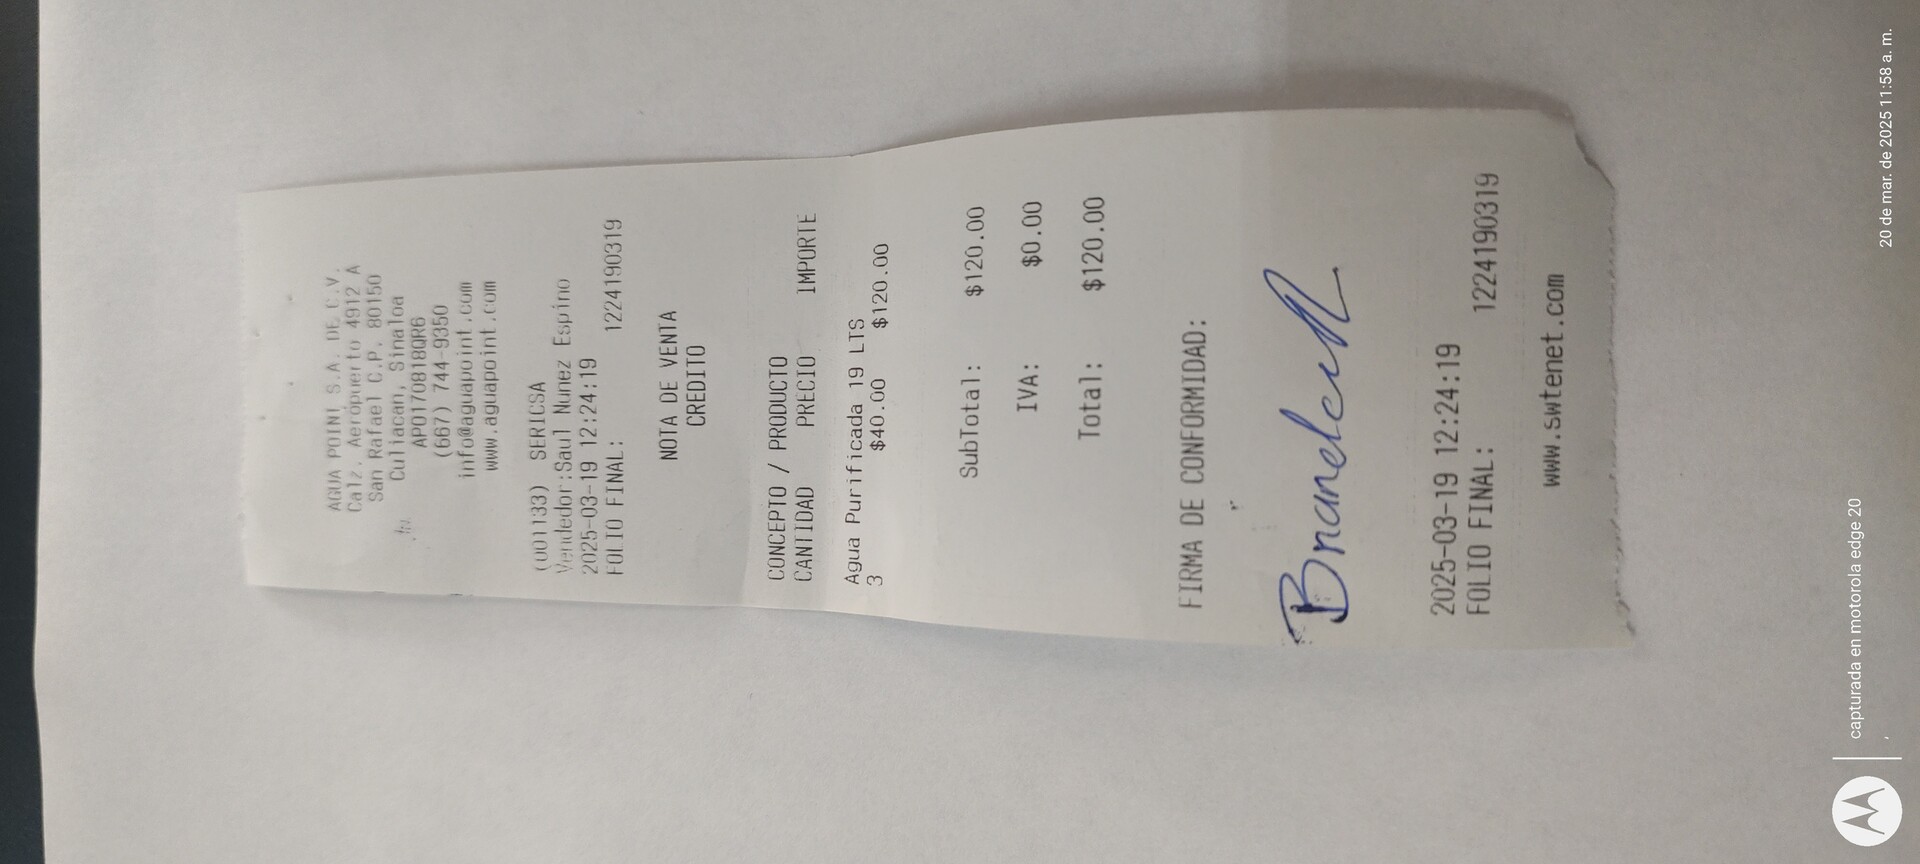 AGUA POINT S.A. DE C.V.
Calz. Aeropuerto 4912 A
San Rafael C.P. 80150
Culiacan, Sinaloa
APO170818QR6
(667) 744-9350
info@aguapoint.com
www.aguapoint.com
(001133) SERICSA
Vendedor:Saul Nunez Espino
2025-03-19 12:24:19
FOLIO FINAL: 1224190319
NOTA DE VENTA
CREDITO
CONCEPTO / PRODUCTO
CANTIDAD PRECIO IMPORTE
Agua Purificada 19 LTS
3 $40.00 $120.00
SubTotal: $120.00
IVA: $0.00
Total: $120.00
FIRMA DE CONFORMIDAD:
2025-03-19 12:24:19
FOLIO FINAL: 1224190319
www.swtenet.com
capturada en motorola edge 20
20 de mar. de 2025 11:58 a. m.